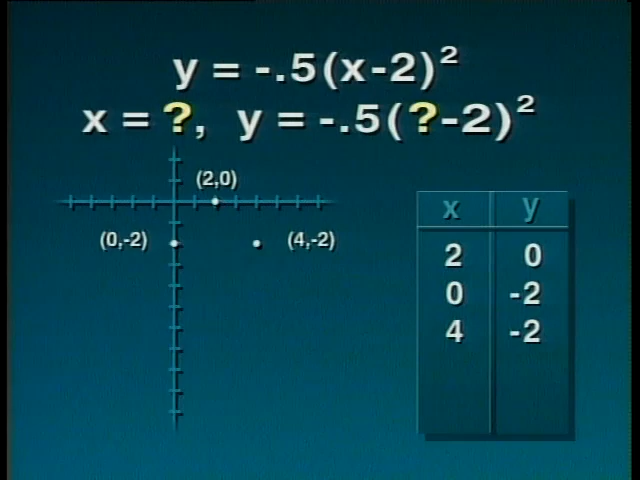 y = -.5(x-2)²
x = ?, y = -.5(?-2)²
(2,0)
(0,-2) (4,-2)
x y
2 0
0 -2
4 -2